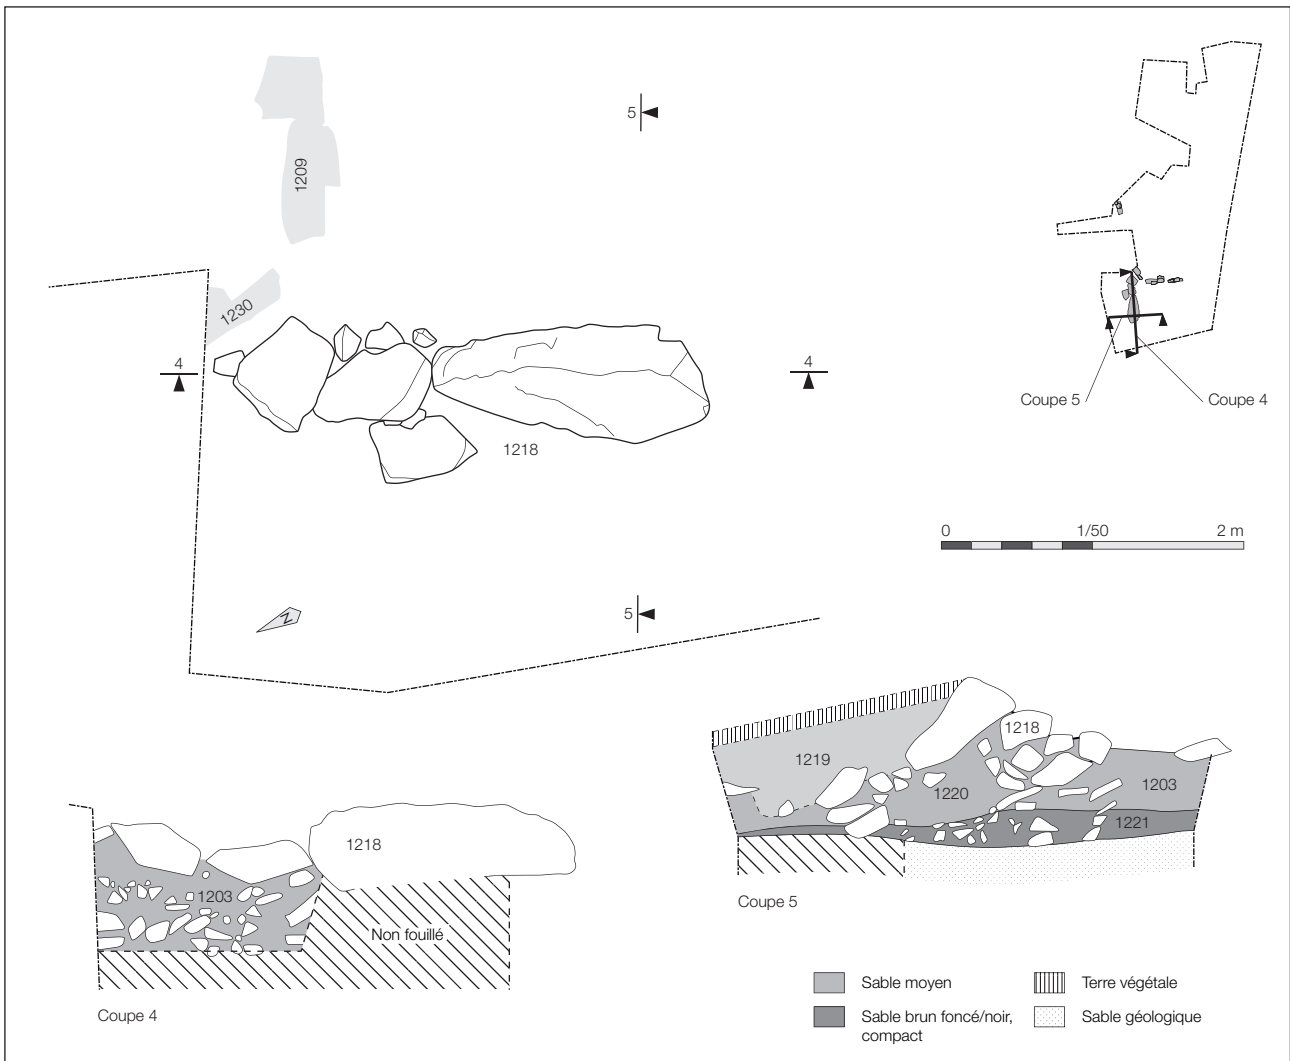 5
1209
1230
4
4
1218
Coupe 5
Coupe 4
0 1/50 2 m
N
5
1218
1219
1220
1203
1221
Coupe 5
1218
1203
Non fouillé
Coupe 4
Sable moyen
Terre végétale
Sable brun foncé/noir,
compact
Sable géologique